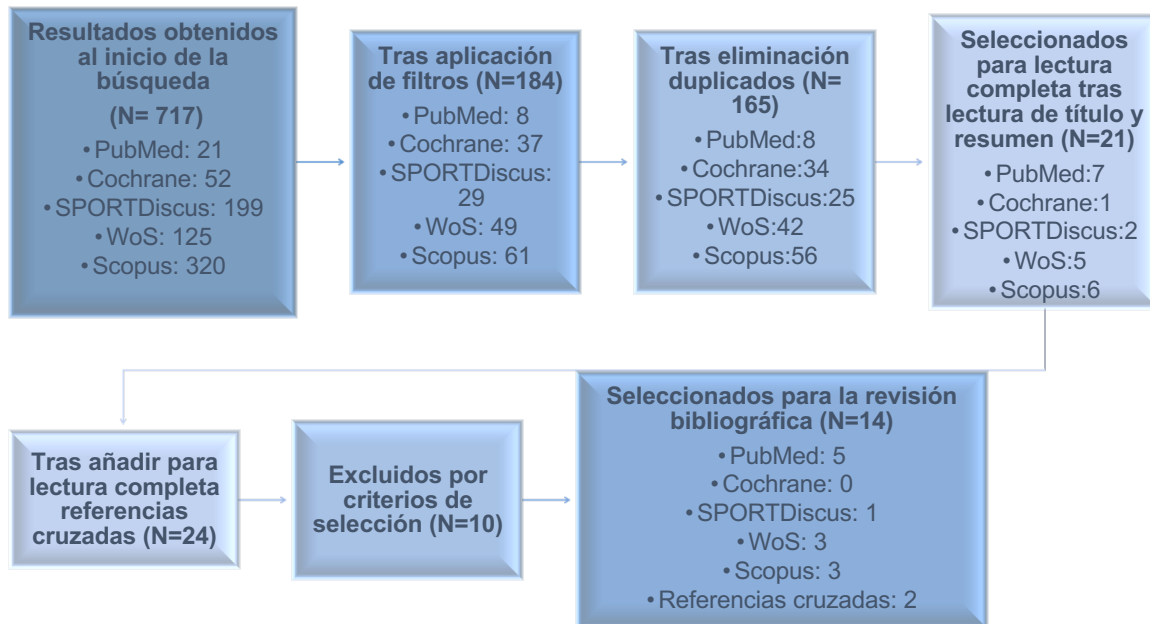 Resultados obtenidos
al inicio de la
búsqueda
(N= 717)
• PubMed: 21
• Cochrane: 52
• SPORTDiscus: 199
• WoS: 125
• Scopus: 320
Tras aplicación
de filtros (N=184)
• PubMed: 8
• Cochrane: 37
• SPORTDiscus:
29
• WoS: 49
• Scopus: 61
Tras eliminación
duplicados (N=
165)
• PubMed:8
• Cochrane:34
• SPORTDiscus:25
• WoS:42
• Scopus:56
Seleccionados
para lectura
completa tras
lectura de título y
resumen (N=21)
• PubMed:7
• Cochrane:1
• SPORTDiscus:2
• WoS:5
• Scopus:6
Tras añadir para
lectura completa
referencias
cruzadas (N=24)
Excluidos por
criterios de
selección (N=10)
Seleccionados para la revisión
bibliográfica (N=14)
• PubMed: 5
• Cochrane: 0
• SPORTDiscus: 1
• WoS: 3
• Scopus: 3
• Referencias cruzadas: 2